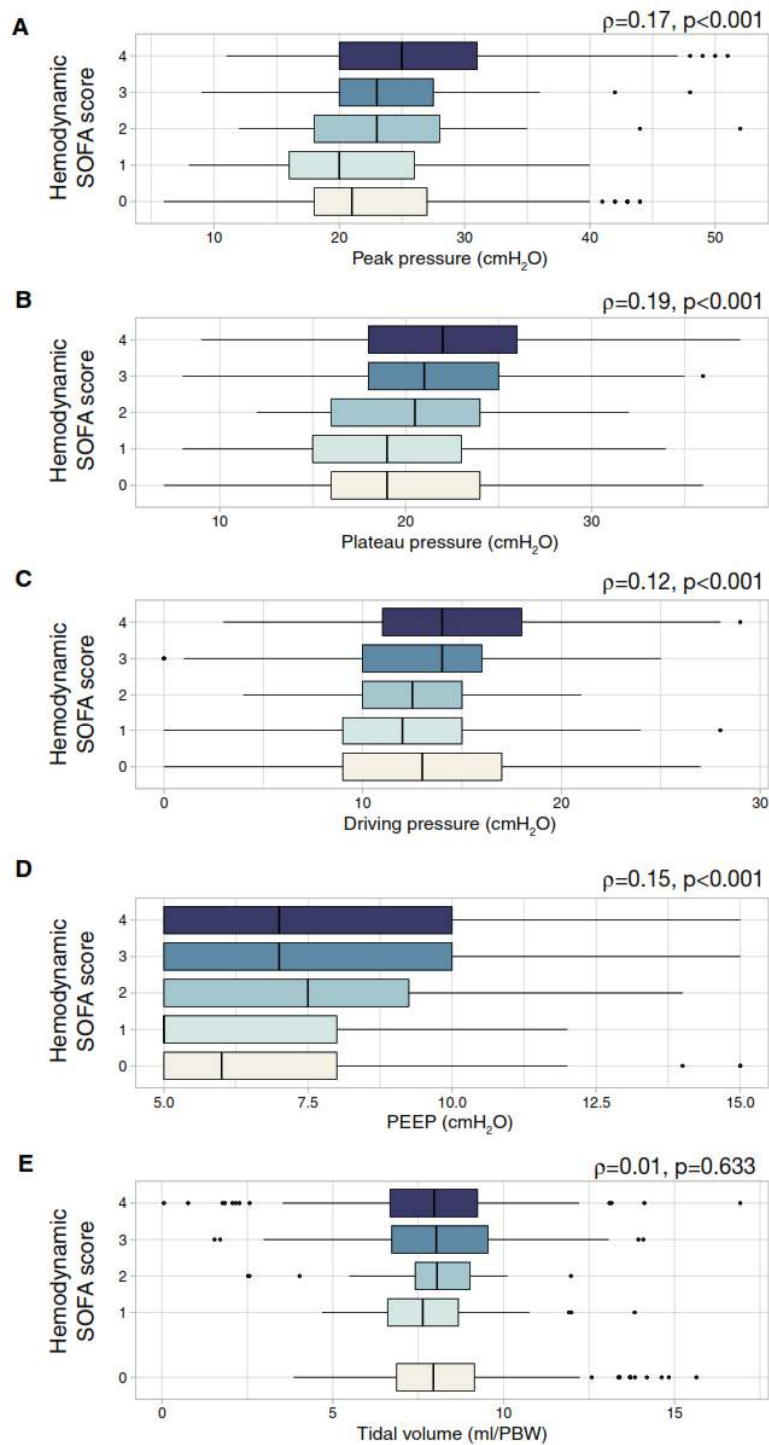 A
ρ=0.17, p<0.001
Hemodynamic
SOFA score
4
3
2
1
0
10 20 30 40 50
Peak pressure (cmH₂O)
B
ρ=0.19, p<0.001
Hemodynamic
SOFA score
4
3
2
1
0
10 20 30
Plateau pressure (cmH₂O)
C
ρ=0.12, p<0.001
Hemodynamic
SOFA score
4
3
2
1
0
0 10 20 30
Driving pressure (cmH₂O)
D
ρ=0.15, p<0.001
Hemodynamic
SOFA score
4
3
2
1
0
5.0 7.5 10.0 12.5 15.0
PEEP (cmH₂O)
E
ρ=0.01, p=0.633
Hemodynamic
SOFA score
4
3
2
1
0
0 5 10 15
Tidal volume (ml/PBW)